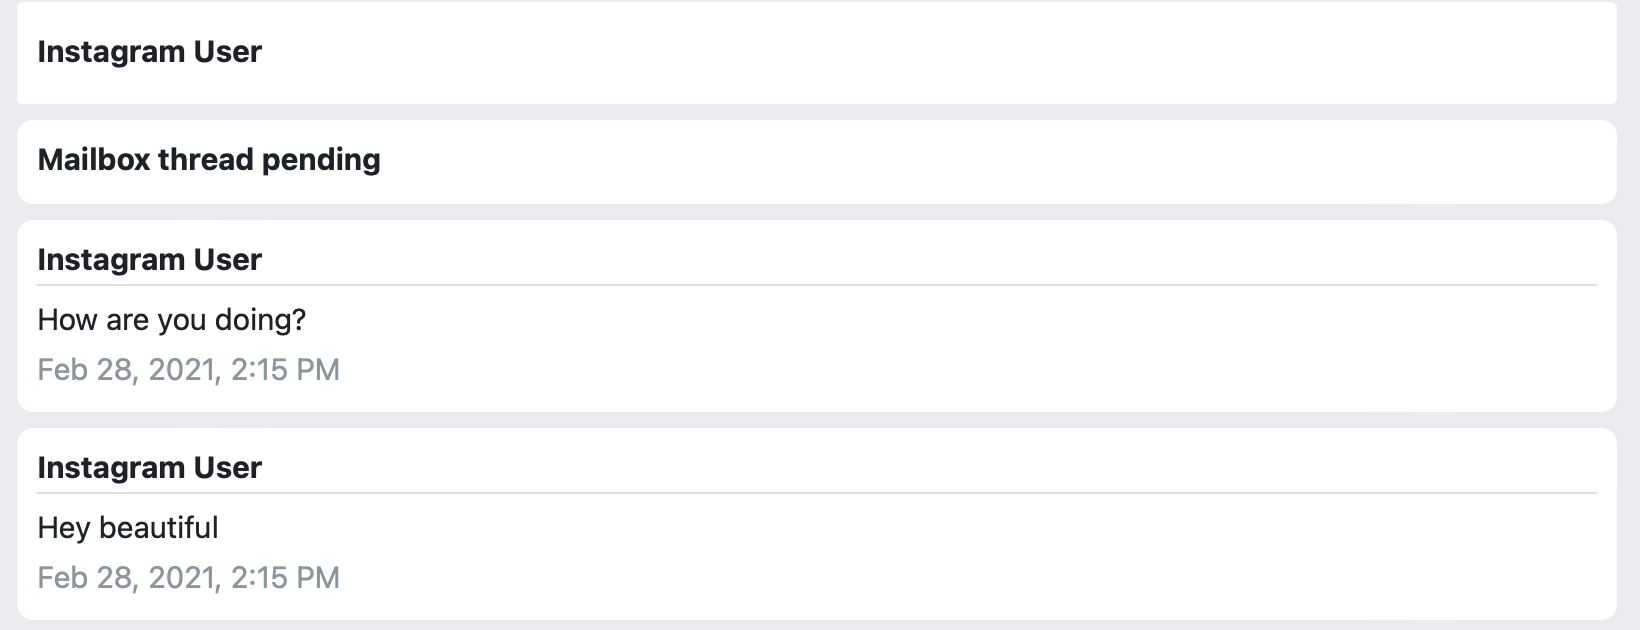 Instagram User
Mailbox thread pending
Instagram User
How are you doing?
Feb 28, 2021, 2:15 PM
Instagram User
Hey beautiful
Feb 28, 2021, 2:15 PM